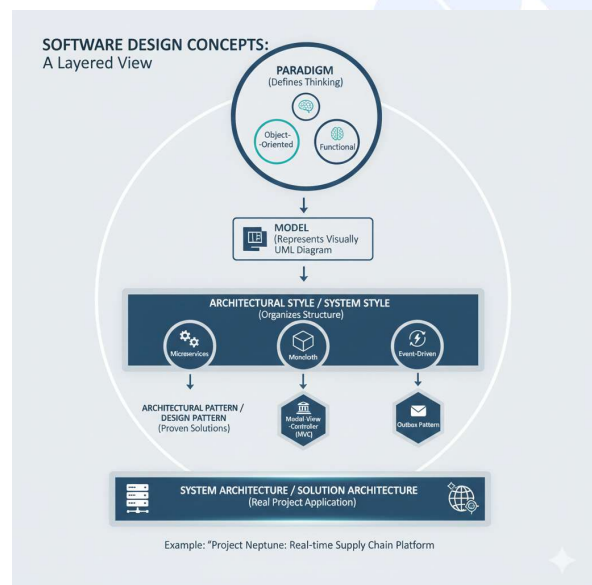 SOFTWARE DESIGN CONCEPTS:
A Layered View
PARADIGM
(Defines Thinking)
Object-
-Oriented
Functional
MODEL
(Represents Visually
UML Diagram
ARCHITECTURAL STYLE / SYSTEM STYLE
(Organizes Structure)
Microservices
Moncloth
Event-Driven
ARCHITECTURAL PATTERN /
DESIGN PATTERN
(Proven Solutions)
Modal-View
-Controller
(MVC)
Outbox Pattern
SYSTEM ARCHITECTURE / SOLUTION ARCHITECTURE
(Real Project Application)
Example: "Project Neptune: Real-time Supply Chain Platform